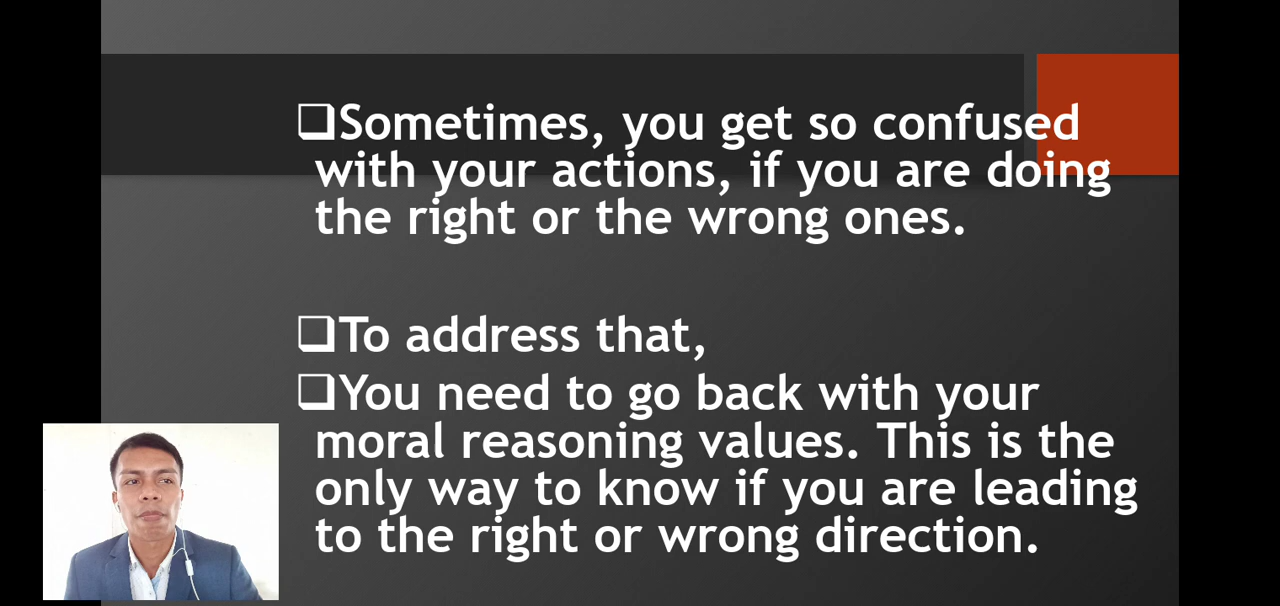 ❑Sometimes, you get so confused
with your actions, if you are doing
the right or the wrong ones.
❑To address that,
❑You need to go back with your
moral reasoning values. This is the
only way to know if you are leading
to the right or wrong direction.